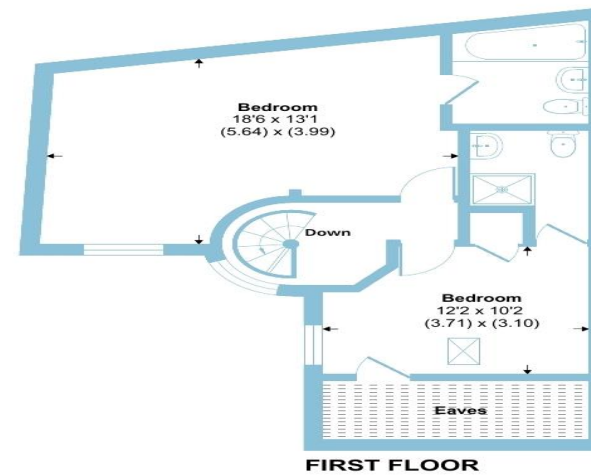 Bedroom
18'6 x 13'1
(5.64) x (3.99)
Down
Bedroom
12'2 x 10'2
(3.71) x (3.10)
Eaves
FIRST FLOOR